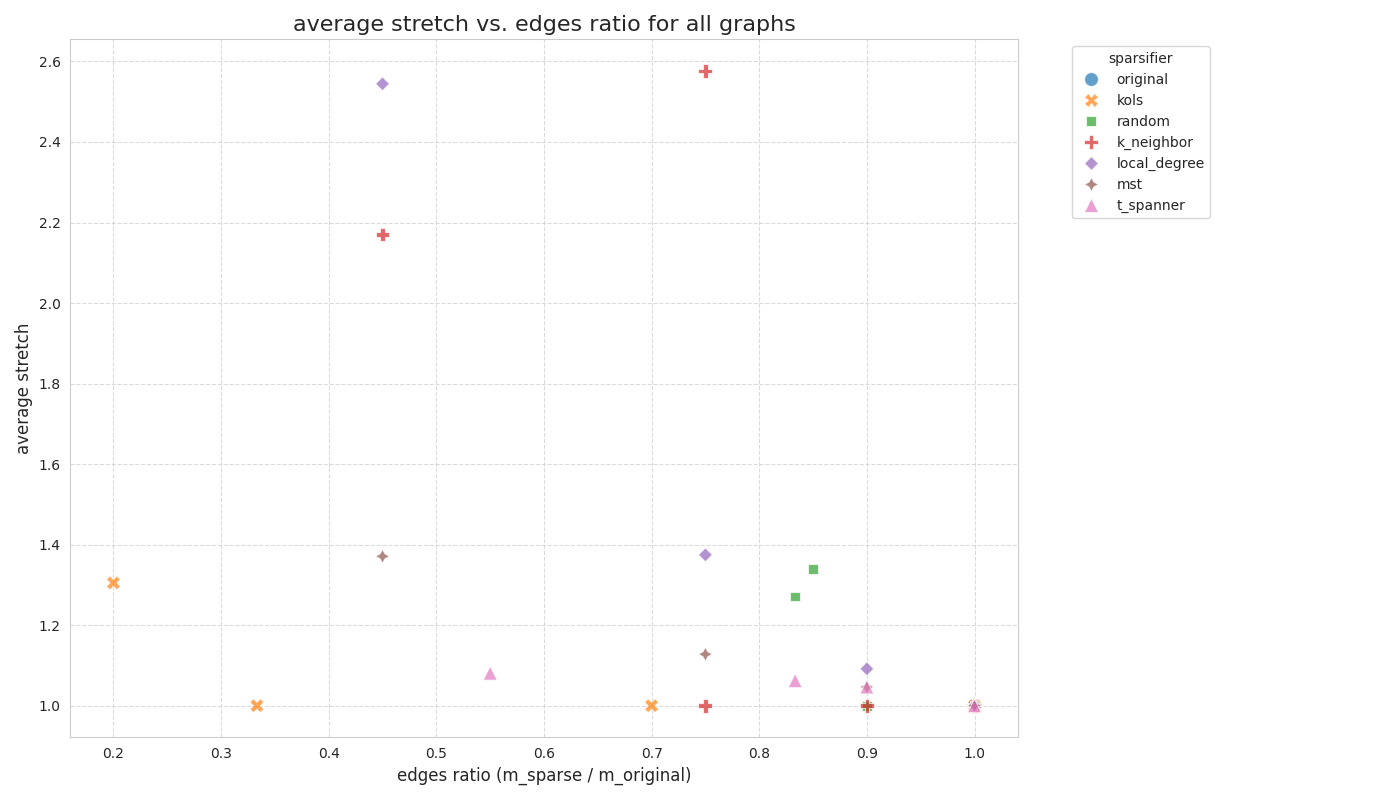 average stretch vs. edges ratio for all graphs
sparsifier
original
kols
random
k_neighbor
local_degree
mst
t_spanner
average stretch
2.6
2.4
2.2
2.0
1.8
1.6
1.4
1.2
1.0
0.2 0.3 0.4 0.5 0.6 0.7 0.8 0.9 1.0
edges ratio (m_sparse / m_original)